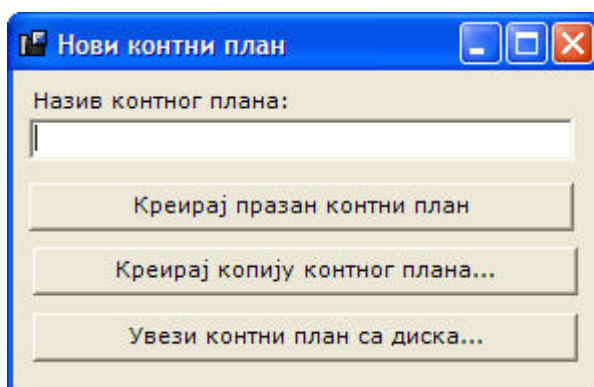 Нови контни план
Назив контног плана:
Креирај празан контни план
Креирај копију контног плана...
Увези контни план са диска...